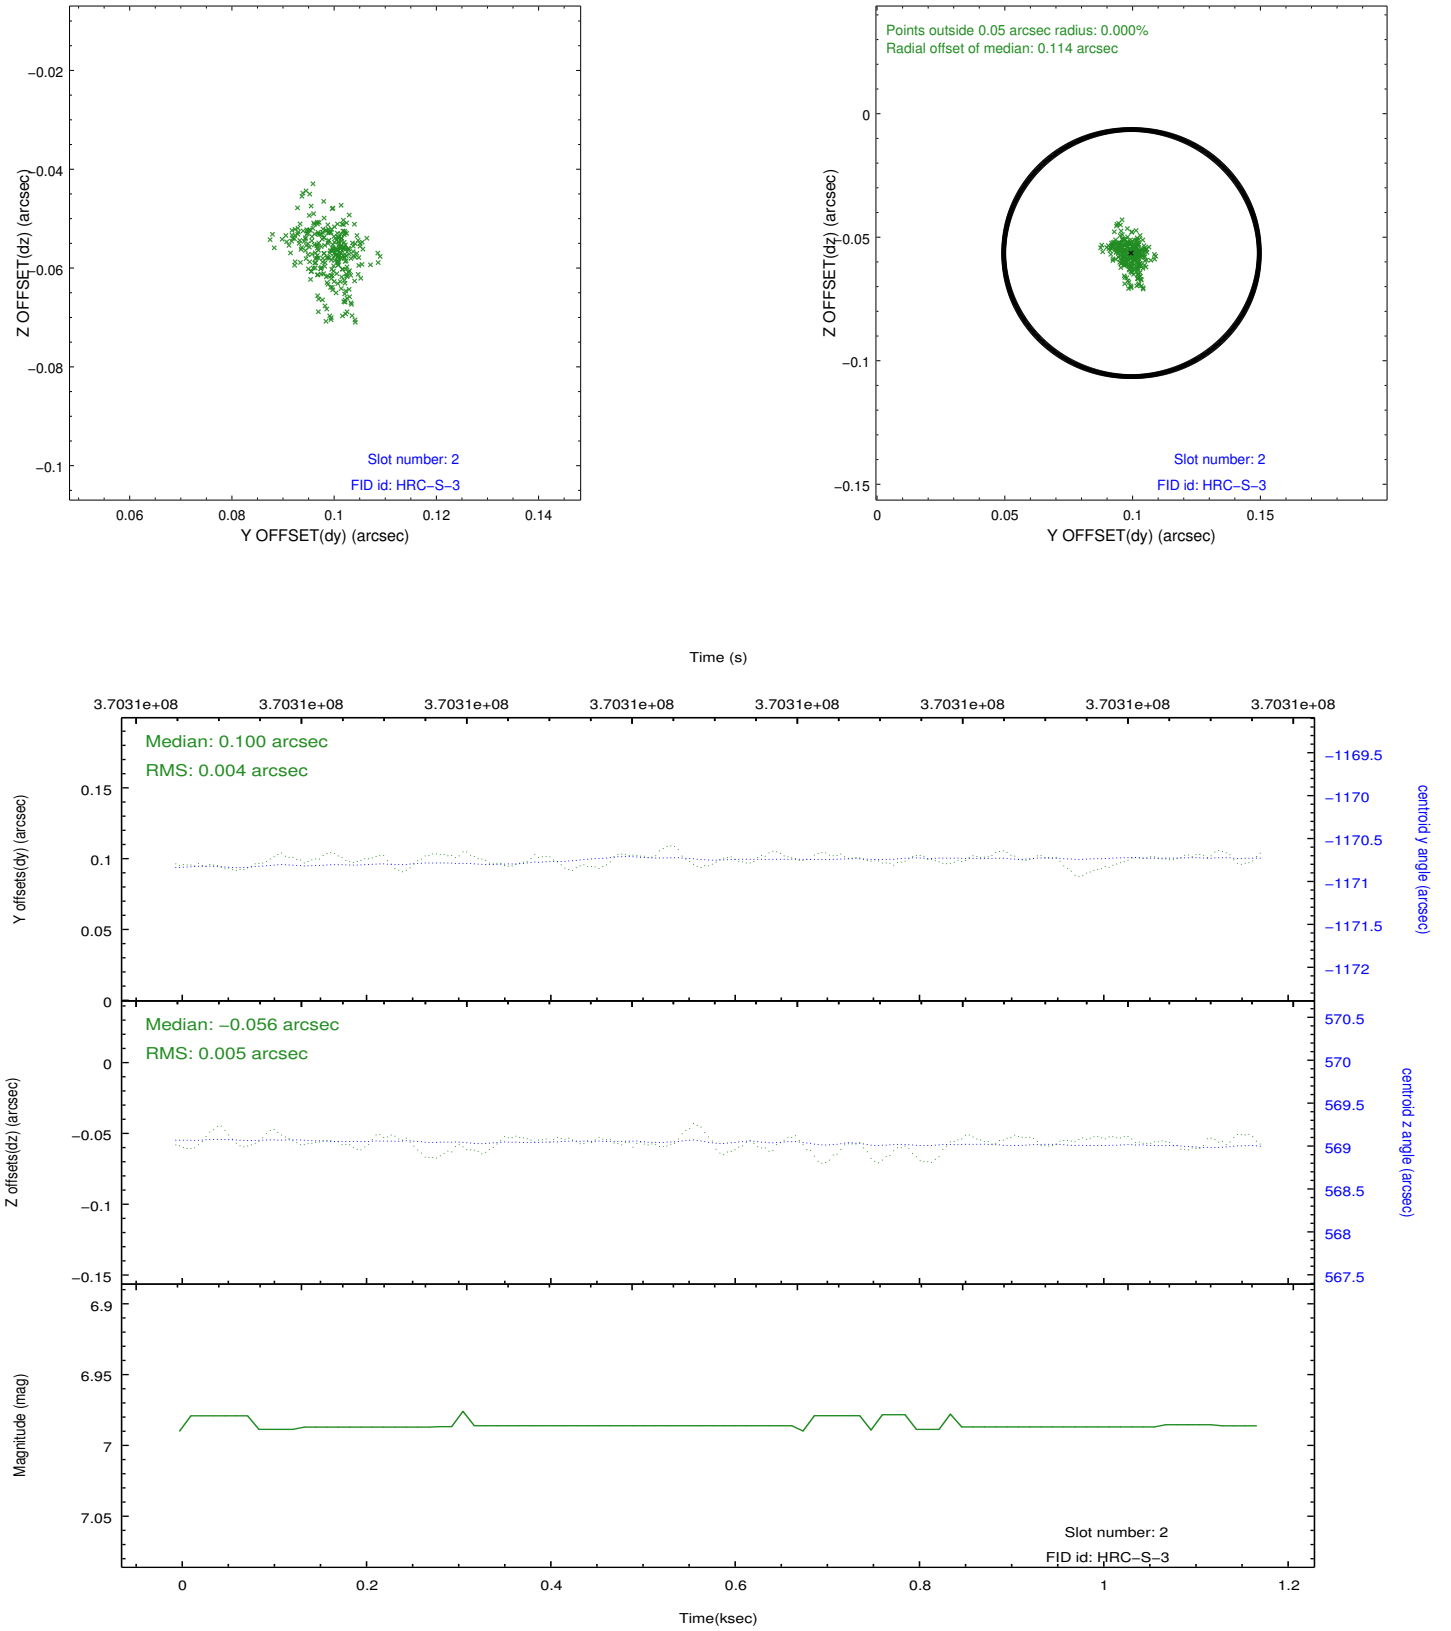 −0.02
−0.04
−0.06
−0.08
−0.1
Z OFFSET(dz) (arcsec)
Slot number: 2
FID id: HRC−S−3
0.06
0.08
0.1
0.12
0.14
Y OFFSET(dy) (arcsec)
Points outside 0.05 arcsec radius: 0.000%
Radial offset of median: 0.114 arcsec
0
−0.05
−0.1
−0.15
Z OFFSET(dz) (arcsec)
Slot number: 2
FID id: HRC−S−3
0
0.05
0.1
0.15
Y OFFSET(dy) (arcsec)
Time (s)
3.7031e+08 3.7031e+08 3.7031e+08 3.7031e+08 3.7031e+08 3.7031e+08 3.7031e+08 3.7031e+08
Median: 0.100 arcsec
RMS: 0.004 arcsec
0.15
0.1
0.05
0
Y offsets(dy) (arcsec)
−1169.5
−1170
−1170.5
−1171
−1171.5
−1172
centroid y angle (arcsec)
Median: −0.056 arcsec
RMS: 0.005 arcsec
0
−0.05
−0.1
−0.15
Z offsets(dz) (arcsec)
570.5
570
569.5
569
568.5
568
567.5
centroid z angle (arcsec)
6.9
6.95
7
7.05
Magnitude (mag)
Slot number: 2
FID id: HRC−S−3
0 0.2 0.4 0.6 0.8 1 1.2
Time(ksec)